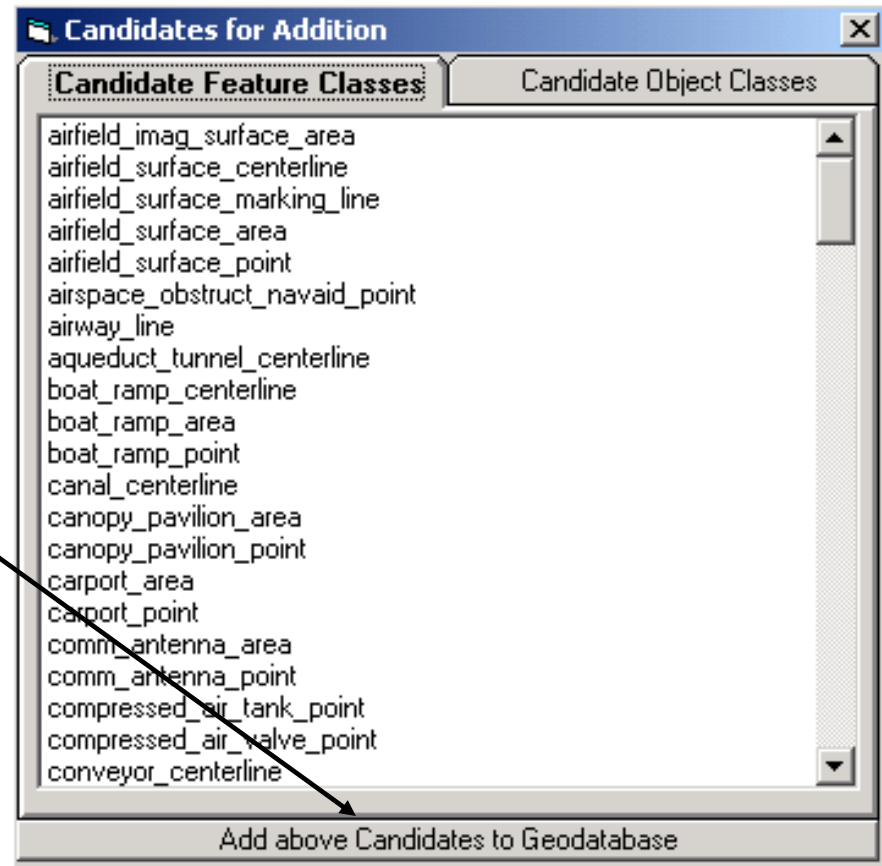 Candidates for Addition
Candidate Feature Classes
Candidate Object Classes
airfield_imag_surface_area
airfield_surface_centerline
airfield_surface_marking_line
airfield_surface_area
airfield_surface_point
airspace_obstruct_navaid_point
airway_line
aqueduct_tunnel_centerline
boat_ramp_centerline
boat_ramp_area
boat_ramp_point
canal_centerline
canopy_pavilion_area
canopy_pavilion_point
carport_area
carport_point
comm_antenna_area
comm_antenna_point
compressed_air_tank_point
compressed_air_valve_point
conveyor_centerline
Add above Candidates to Geodatabase